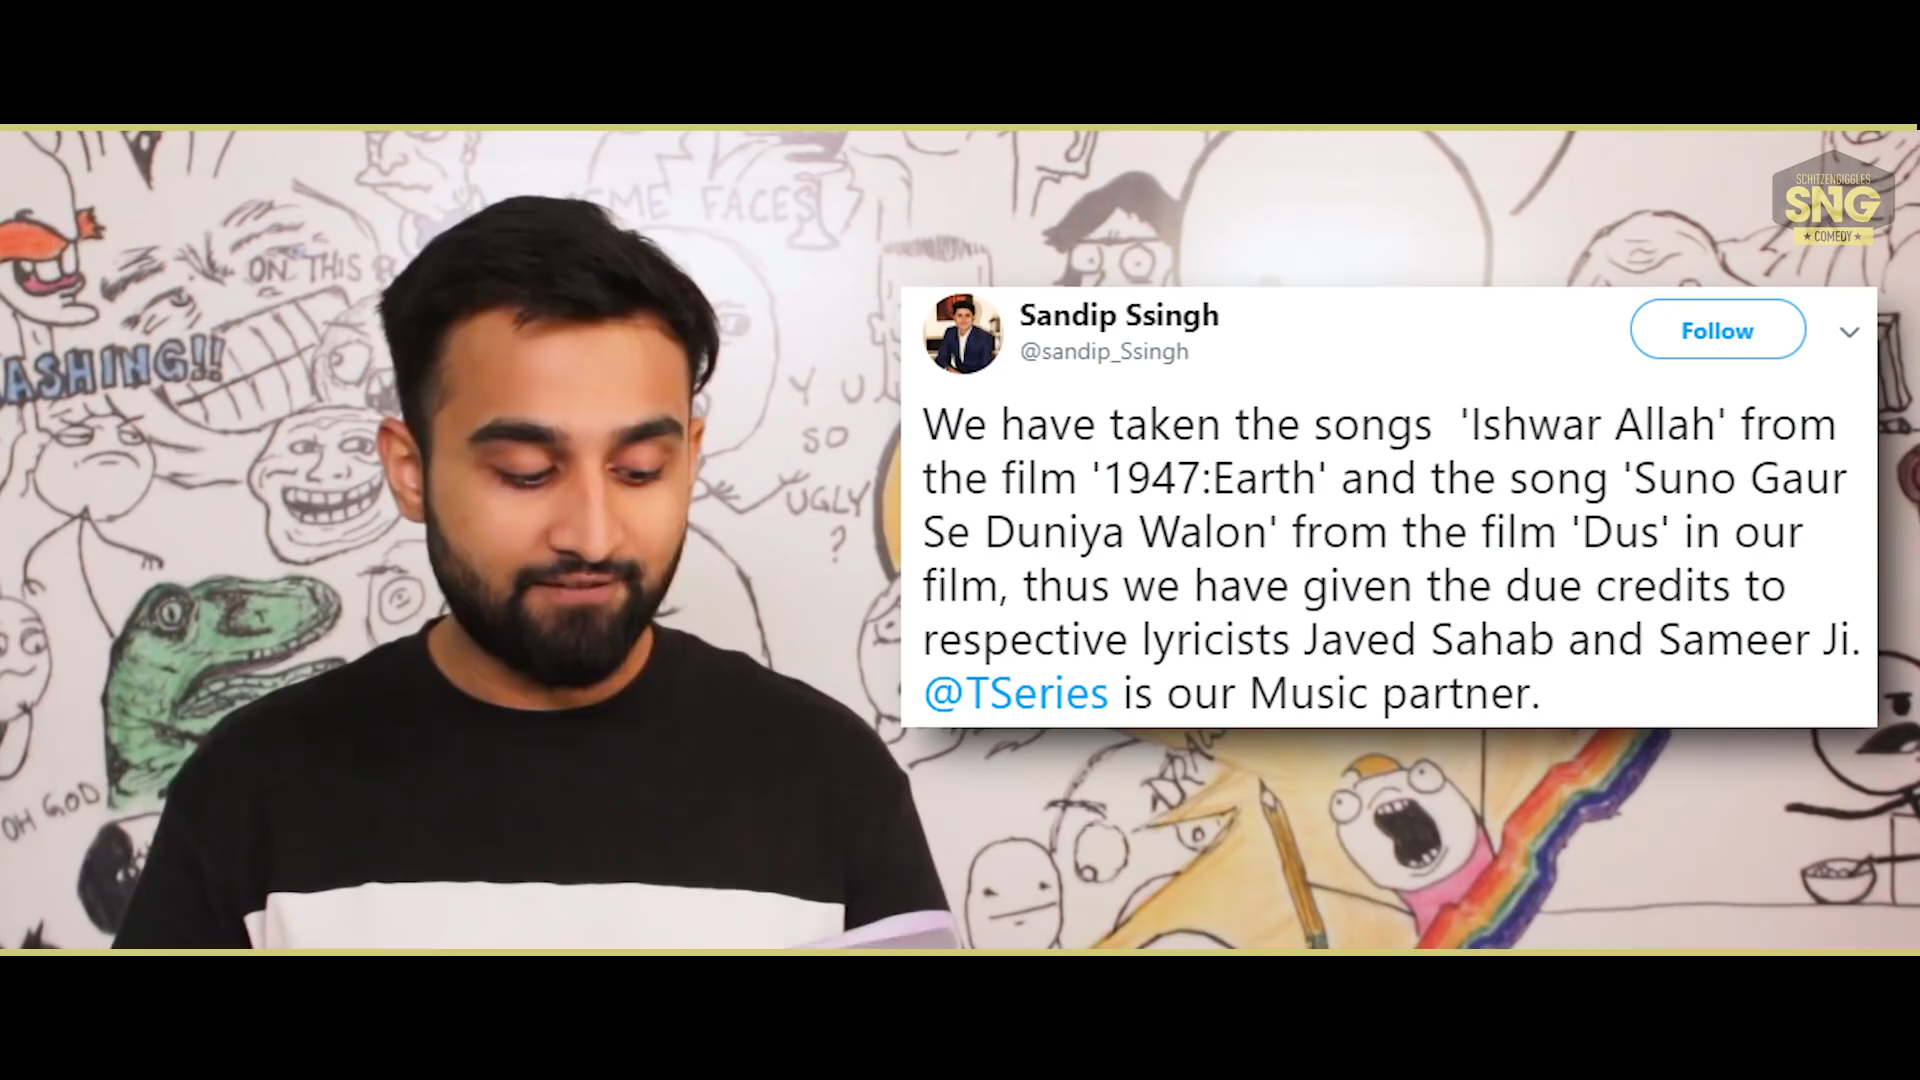 MEME FACES
SCHITZENGIGGLES
SNG
★ COMEDY ★
ON THIS
ASHING!!
Y U
SO
UGLY
?
OH GOD
Sandip Ssingh
@sandip_Ssingh
Follow
We have taken the songs 'Ishwar Allah' from
the film '1947:Earth' and the song 'Suno Gaur
Se Duniya Walon' from the film 'Dus' in our
film, thus we have given the due credits to
respective lyricists Javed Sahab and Sameer Ji.
@TSeries is our Music partner.